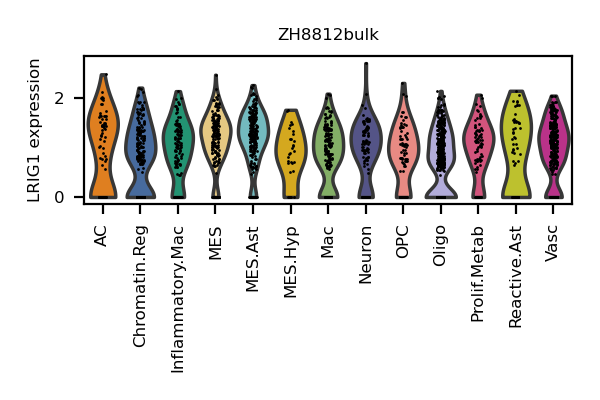 ZH8812bulk
LRIG1 expression
2
0
AC
Chromatin.Reg
Inflammatory.Mac
MES
MES.Ast
MES.Hyp
Mac
Neuron
OPC
Oligo
Prolif.Metab
Reactive.Ast
Vasc